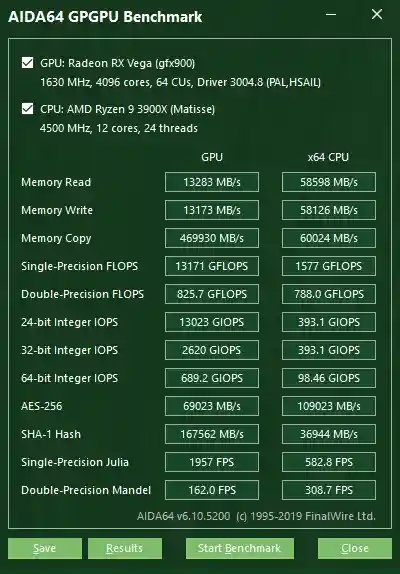 AIDA64 GPGPU Benchmark
GPU: Radeon RX Vega (gfx900)
1630 MHz, 4096 cores, 64 CUs, Driver 3004.8 (PAL,HSAIL)
CPU: AMD Ryzen 9 3900X (Matisse)
4500 MHz, 12 cores, 24 threads
GPU x64 CPU
Memory Read 13283 MB/s 58598 MB/s
Memory Write 13173 MB/s 58126 MB/s
Memory Copy 469930 MB/s 60024 MB/s
Single-Precision FLOPS 13171 GFLOPS 1577 GFLOPS
Double-Precision FLOPS 825.7 GFLOPS 788.0 GFLOPS
24-bit Integer IOPS 13023 GIOPS 393.1 GIOPS
32-bit Integer IOPS 2620 GIOPS 393.1 GIOPS
64-bit Integer IOPS 689.2 GIOPS 98.46 GIOPS
AES-256 69023 MB/s 109023 MB/s
SHA-1 Hash 167562 MB/s 36944 MB/s
Single-Precision Julia 1957 FPS 582.8 FPS
Double-Precision Mandel 162.0 FPS 308.7 FPS
AIDA64 v6.10.5200 (c) 1995-2019 FinalWire Ltd.
Save Results Start Benchmark Close